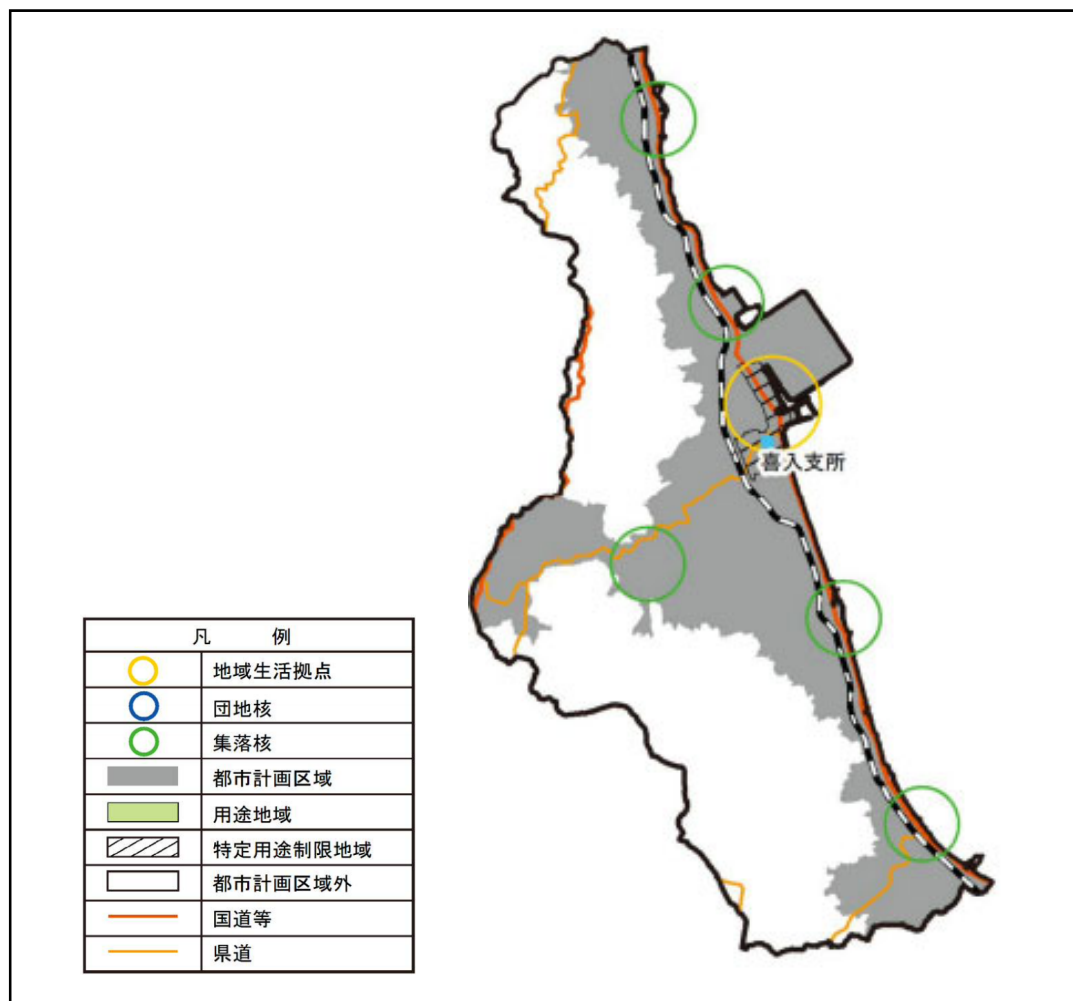 喜入支所
凡 例
地域生活拠点
団地核
集落核
都市計画区域
用途地域
特定用途制限地域
都市計画区域外
国道等
県道